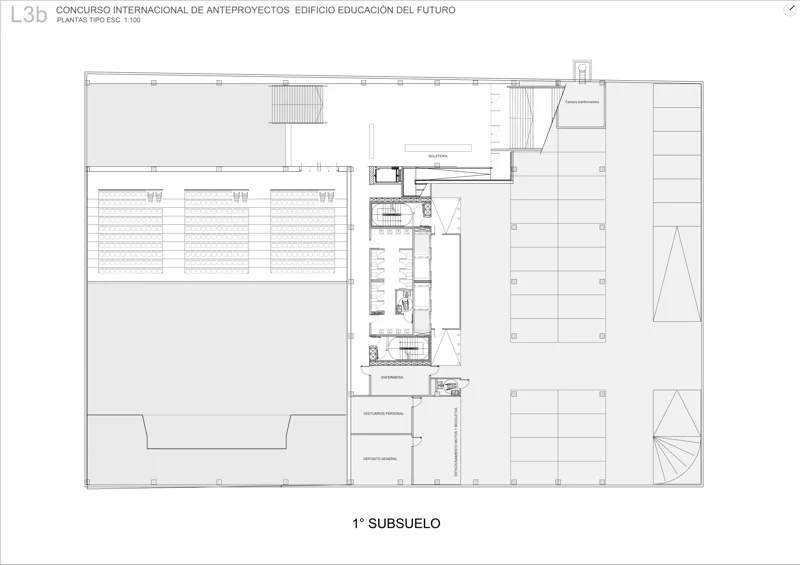 L3b
CONCURSO INTERNACIONAL DE ANTEPROYECTOS EDIFICIO EDUCACIÓN DEL FUTURO
PLANTAS TIPO ESC. 1:100
Camara tranformadora
BOLETERIA
ENFERMERIA
VESTUARIOS PERSONAL
DEPOSITO GENERAL
ESTACIONAMIENTO MOTOS Y BICICLETAS
1° SUBSUELO